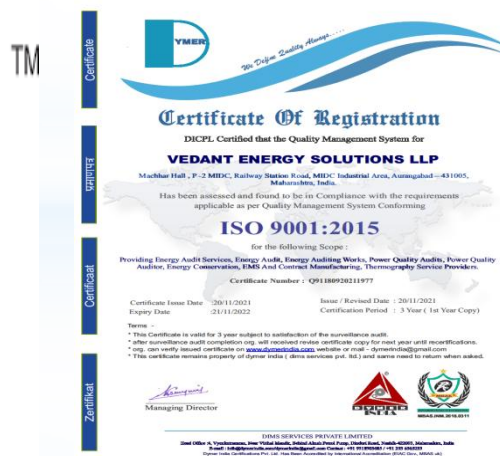 TM
Certificate
प्रमाणपत्र
Certificaat
Zertifikat
DYMER
We Define Quality Always.....
Certificate Of Registration
DICPL Certified that the Quality Management System for
VEDANT ENERGY SOLUTIONS LLP
Machhar Hall , P -2 MIDC, Railway Station Road, MIDC Industrial Area, Aurangabad – 431005,
Maharashtra, India.
Has been assessed and found to be in Compliance with the requirements
applicable as per Quality Management System Conforming
ISO 9001:2015
for the following Scope :
Providing Energy Audit Services, Energy Audit, Energy Auditing Works, Power Quality Audits, Power Quality
Auditor, Energy Conservation, EMS And Contract Manufacturing, Thermography Service Providers.
Certificate Number : Q91180920211977
Certificate Issue Date :20/11/2021
Issue / Revised Date : 20/11/2021
Expiry Date :21/11/2022
Certification Period : 3 Year ( 1st Year Copy)
Terms –
* This Certificate is valid for 3 year subject to satisfaction of the surveillance audit.
* after surveillance audit completion org. will received revise certificate copy for next year until recertifications.
* org. can verify issued certificate on www.dymerindia.com website or mail - dymerindia@gmail.com
* This certificate remains property of dymer india ( dims services pvt. ltd.) and same need to return when asked.
Managing Director
INDIA
MBAS-INM.2018.0311
DIMS SERVICES PRIVATE LIMITED